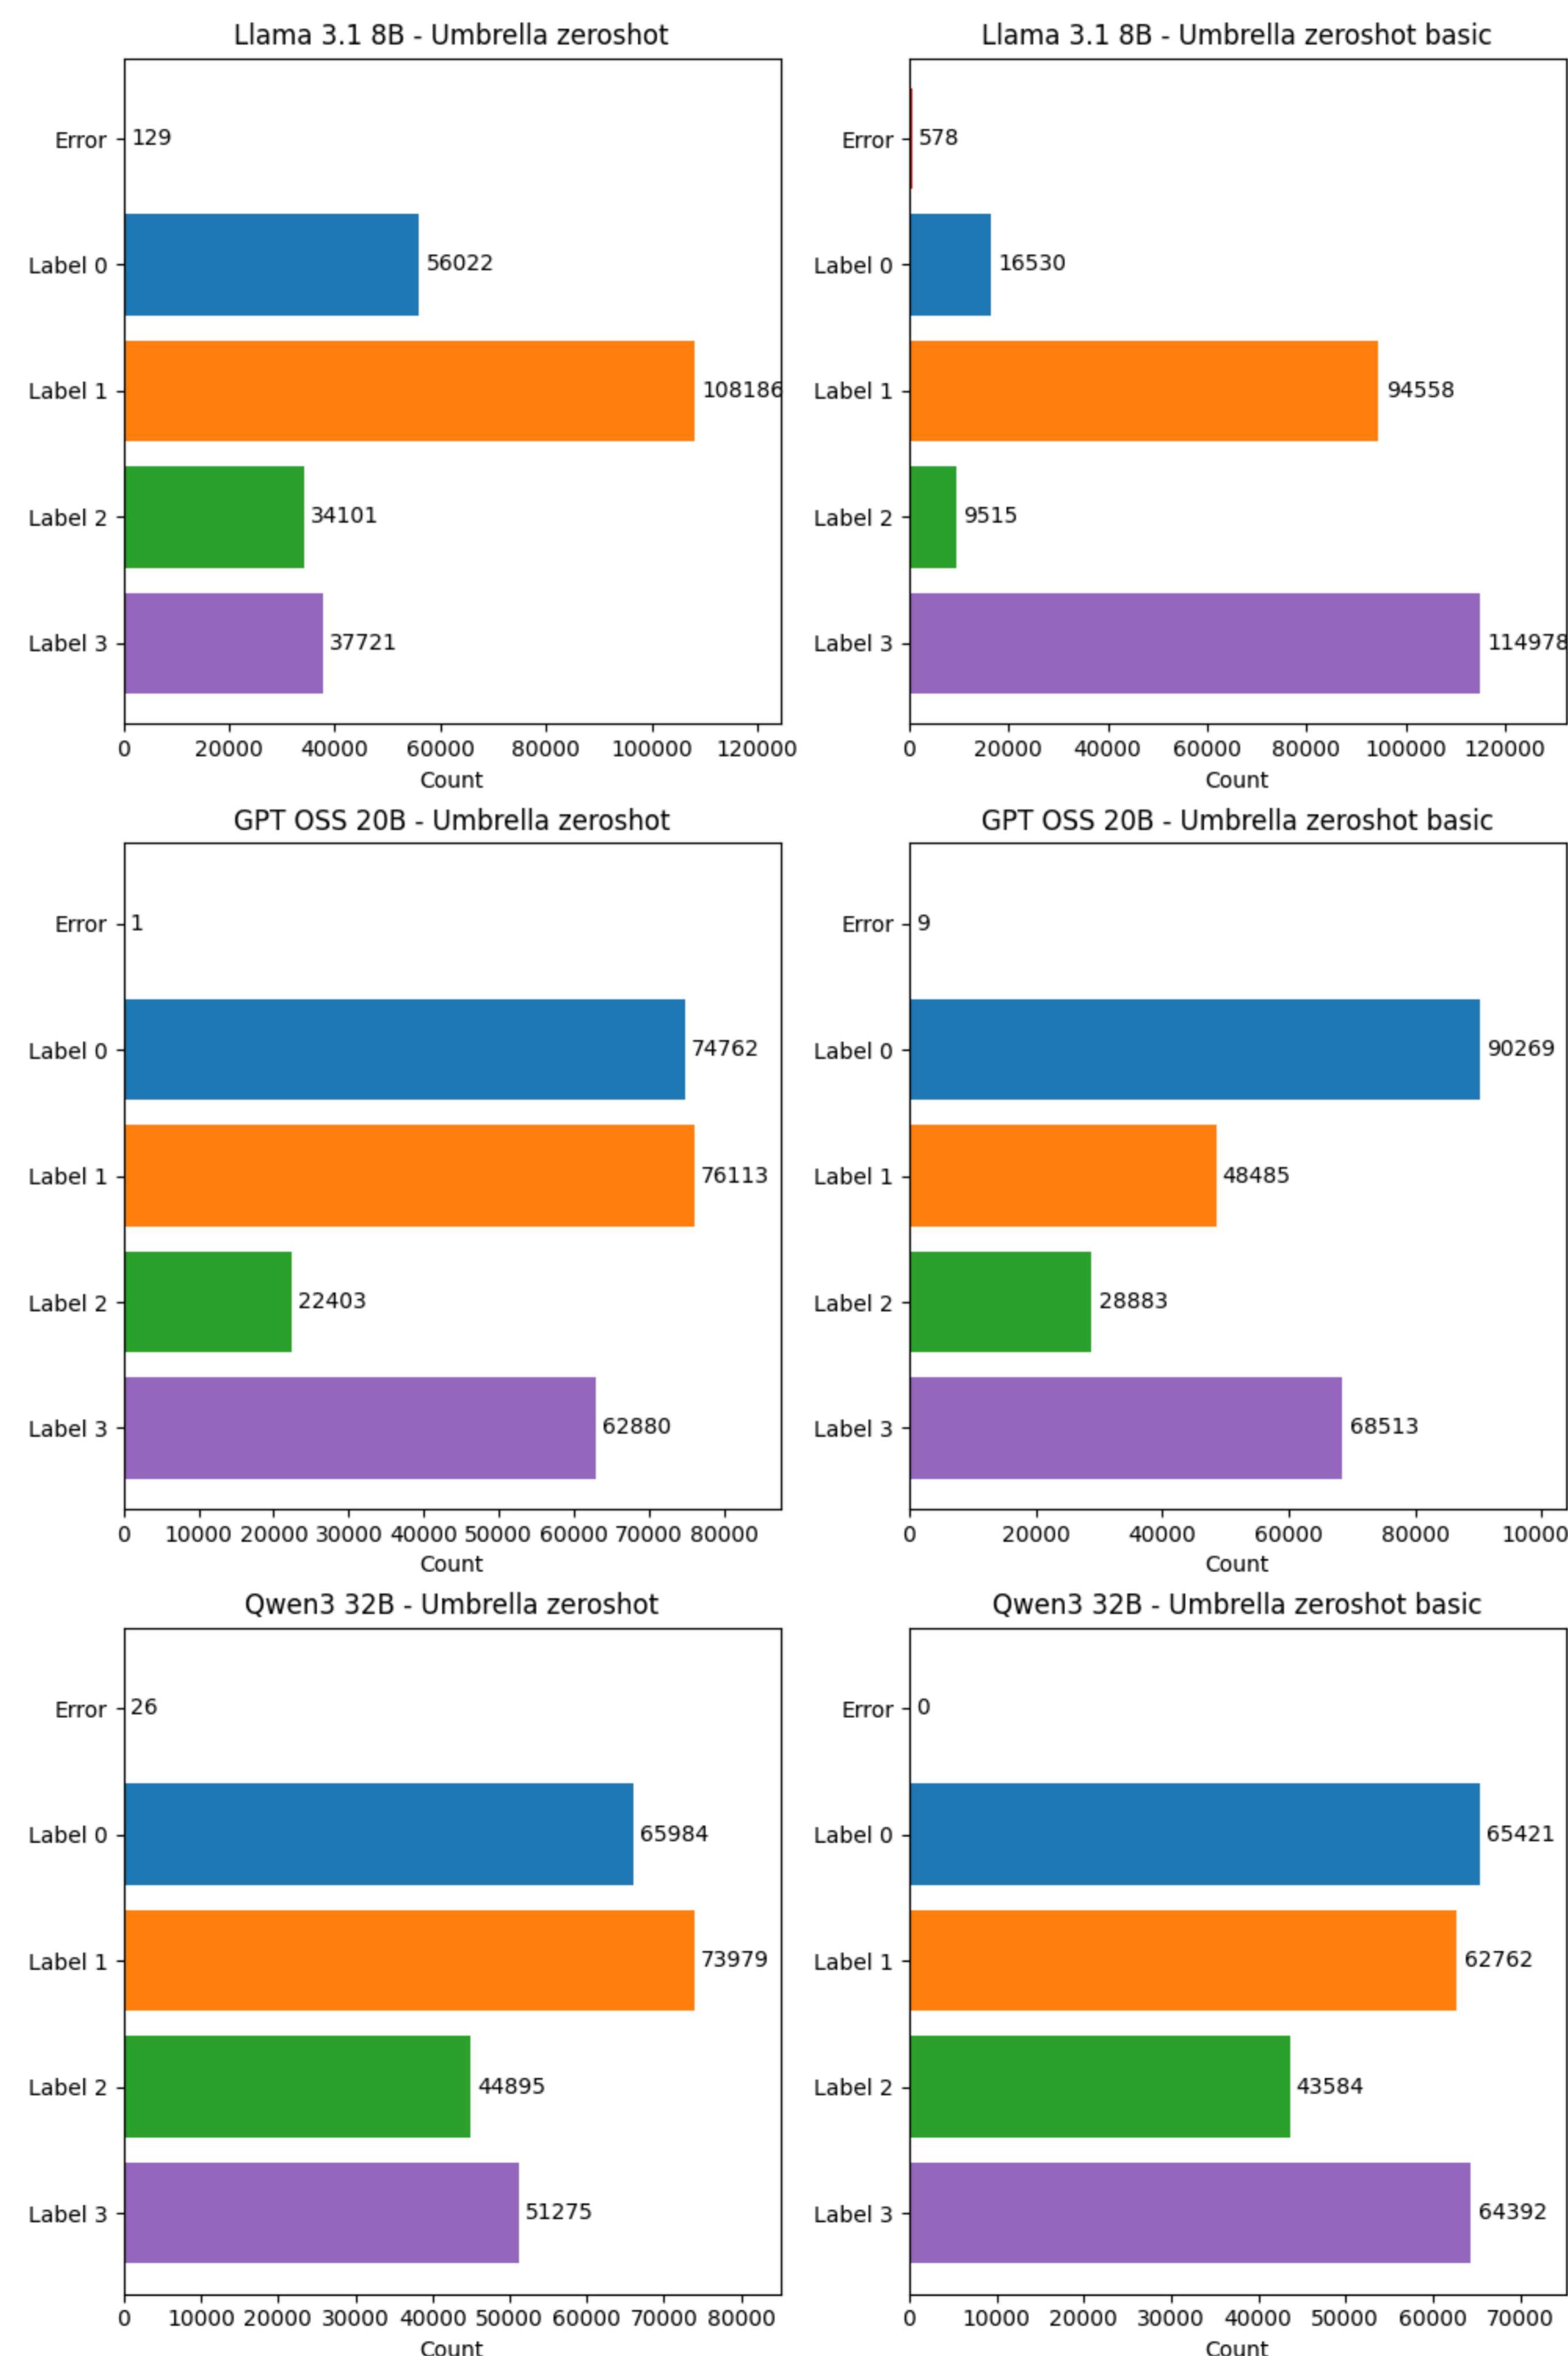 Llama 3.1 8B - Umbrella zeroshot
Error
129
Label 0
56022
Label 1
108186
Label 2
34101
Label 3
37721
0 20000 40000 60000 80000 100000 120000
Count
Llama 3.1 8B - Umbrella zeroshot basic
Error
578
Label 0
16530
Label 1
94558
Label 2
9515
Label 3
114978
0 20000 40000 60000 80000 100000 120000
Count
GPT OSS 20B - Umbrella zeroshot
Error
1
Label 0
74762
Label 1
76113
Label 2
22403
Label 3
62880
0 10000 20000 30000 40000 50000 60000 70000 80000
Count
GPT OSS 20B - Umbrella zeroshot basic
Error
9
Label 0
90269
Label 1
48485
Label 2
28883
Label 3
68513
0 20000 40000 60000 80000 10000
Count
Qwen3 32B - Umbrella zeroshot
Error
26
Label 0
65984
Label 1
73979
Label 2
44895
Label 3
51275
0 10000 20000 30000 40000 50000 60000 70000 80000
Count
Qwen3 32B - Umbrella zeroshot basic
Error
0
Label 0
65421
Label 1
62762
Label 2
43584
Label 3
64392
0 10000 20000 30000 40000 50000 60000 70000
Count